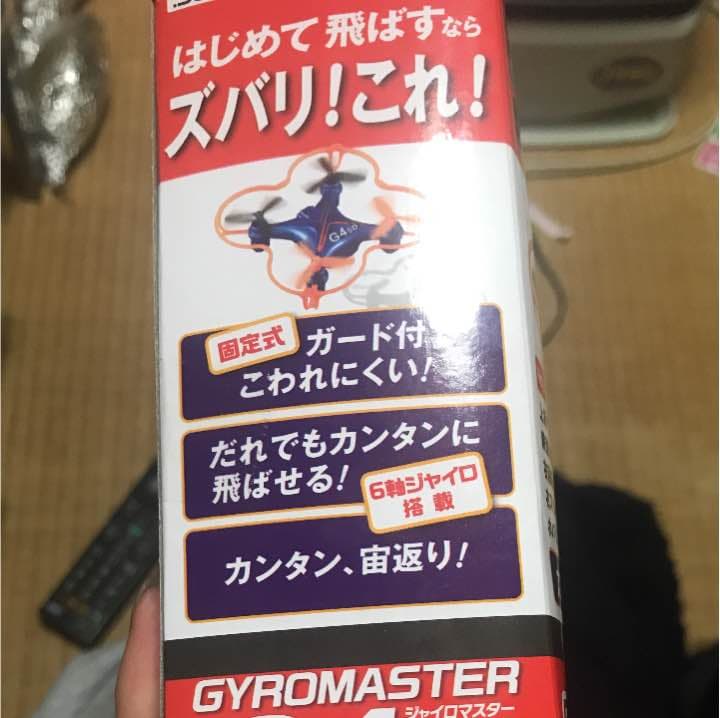 はじめて飛ばすなら
ズバリ!これ!
G4SD
固定式 ガード付
こわれにくい!
だれでもカンタンに
飛ばせる!
6軸ジャイロ
搭載
カンタン、宙返り!
GYROMASTER
ジャイロマスター